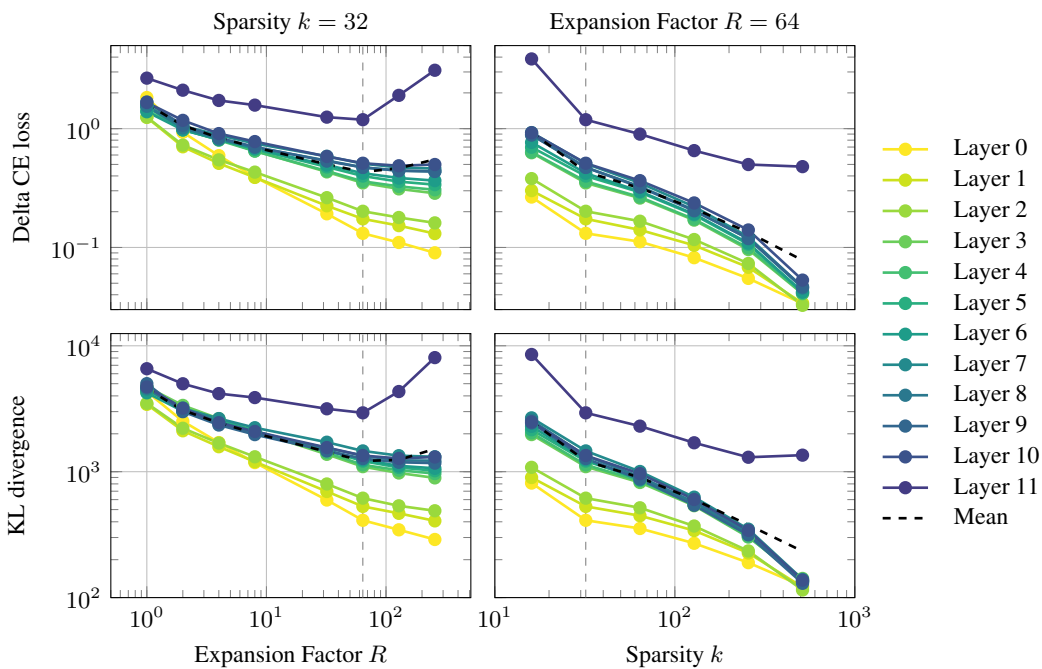 Sparsity k = 32
Expansion Factor R = 64
Delta CE loss
10^0
10^{-1}
KL divergence
10^4
10^3
10^2
10^0
10^1
10^2
Expansion Factor R
10^1
10^2
10^3
Sparsity k
Layer 0
Layer 1
Layer 2
Layer 3
Layer 4
Layer 5
Layer 6
Layer 7
Layer 8
Layer 9
Layer 10
Layer 11
Mean